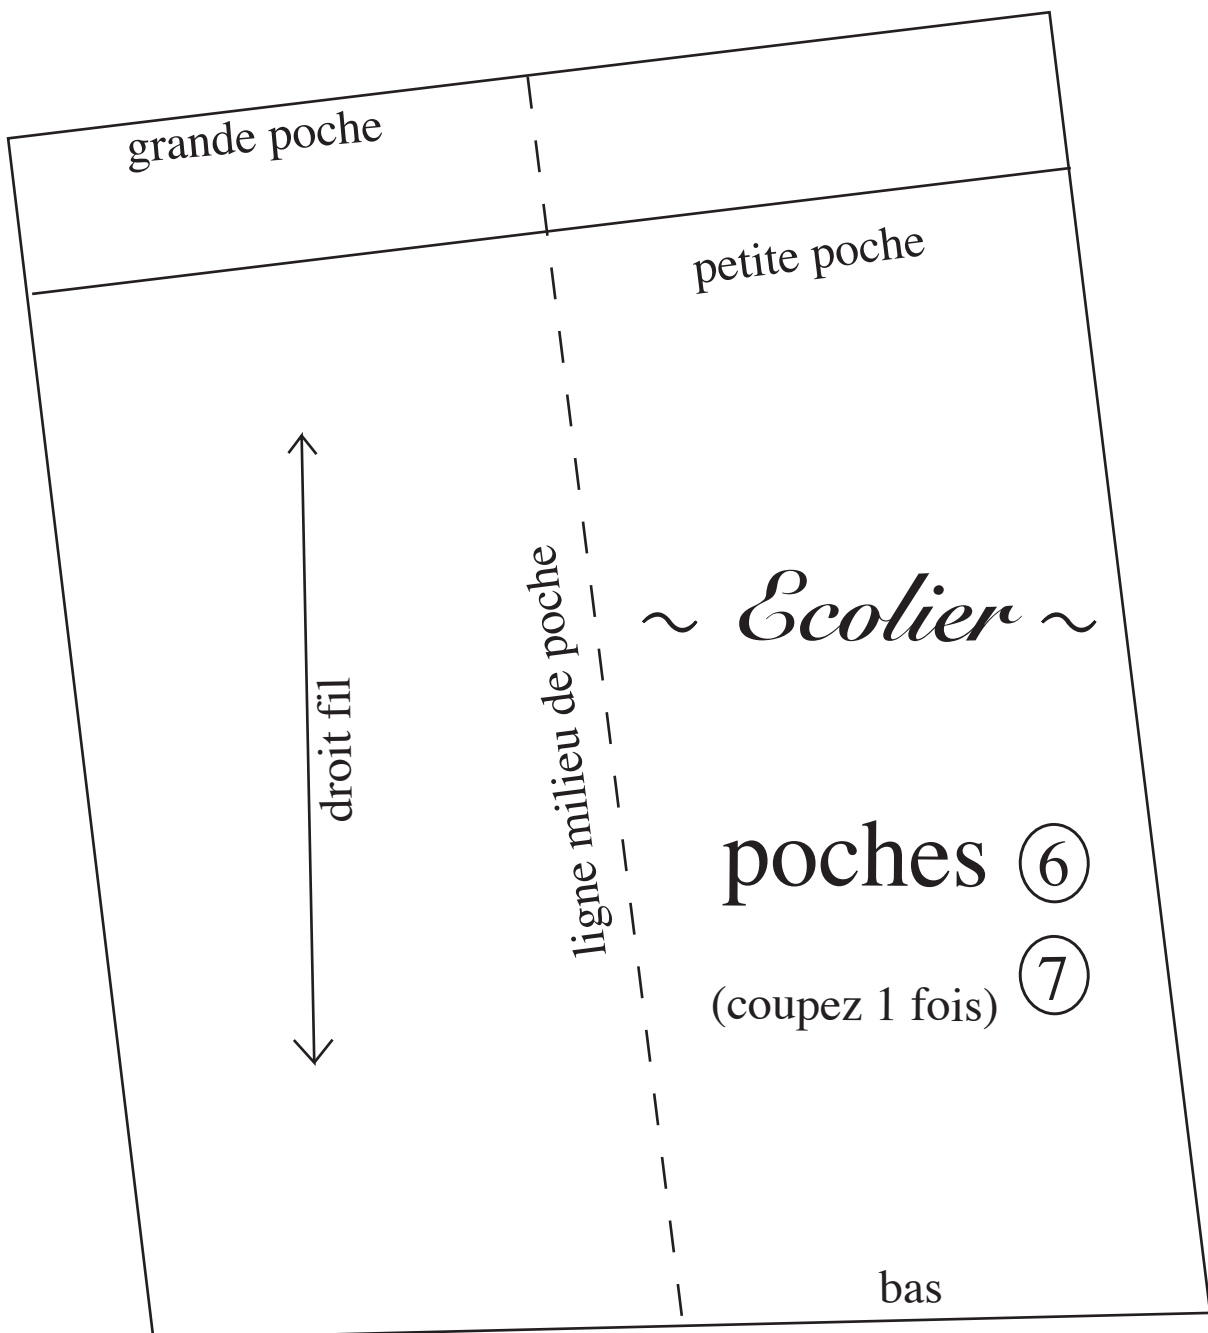 grande poche
petite poche
~ Ecolier ~
ligne milieu de poche
droit fil
poches 6
7
(coupez 1 fois)
bas